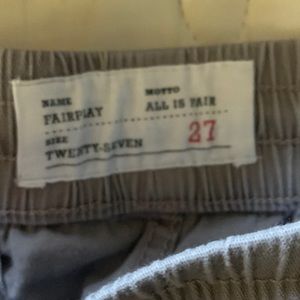 NAME MOTTO
FAIRPLAY ALL IS FAIR
SIZE
TWENTY-SEVEN 27